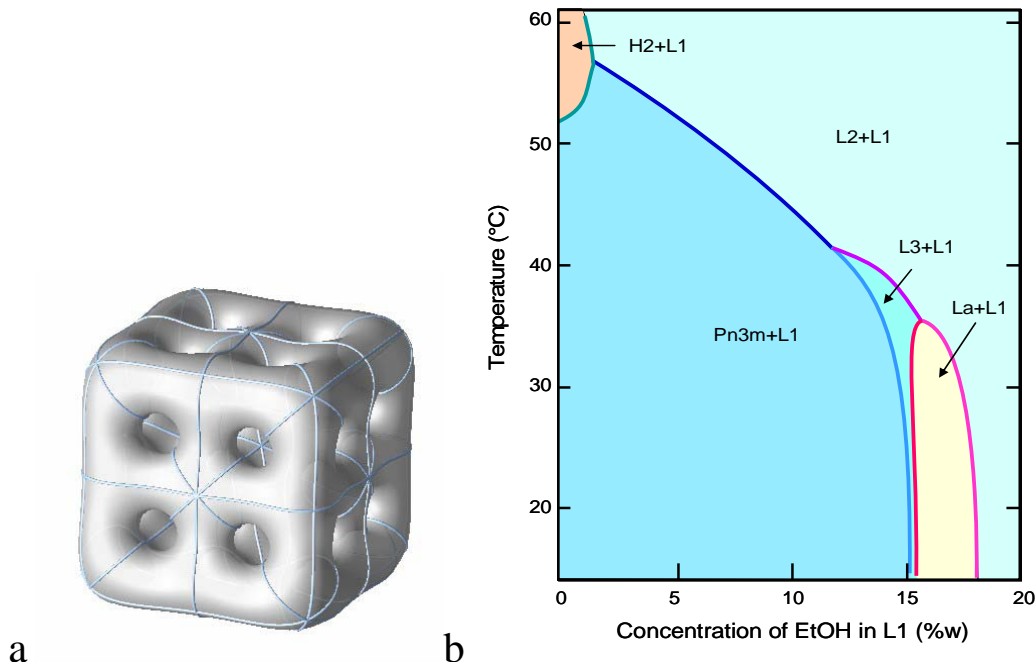 a
b
Temperature (°C)
60
50
40
30
20
H2+L1
L2+L1
L3+L1
La+L1
Pn3m+L1
0
5
10
15
20
Concentration of EtOH in L1 (%w)